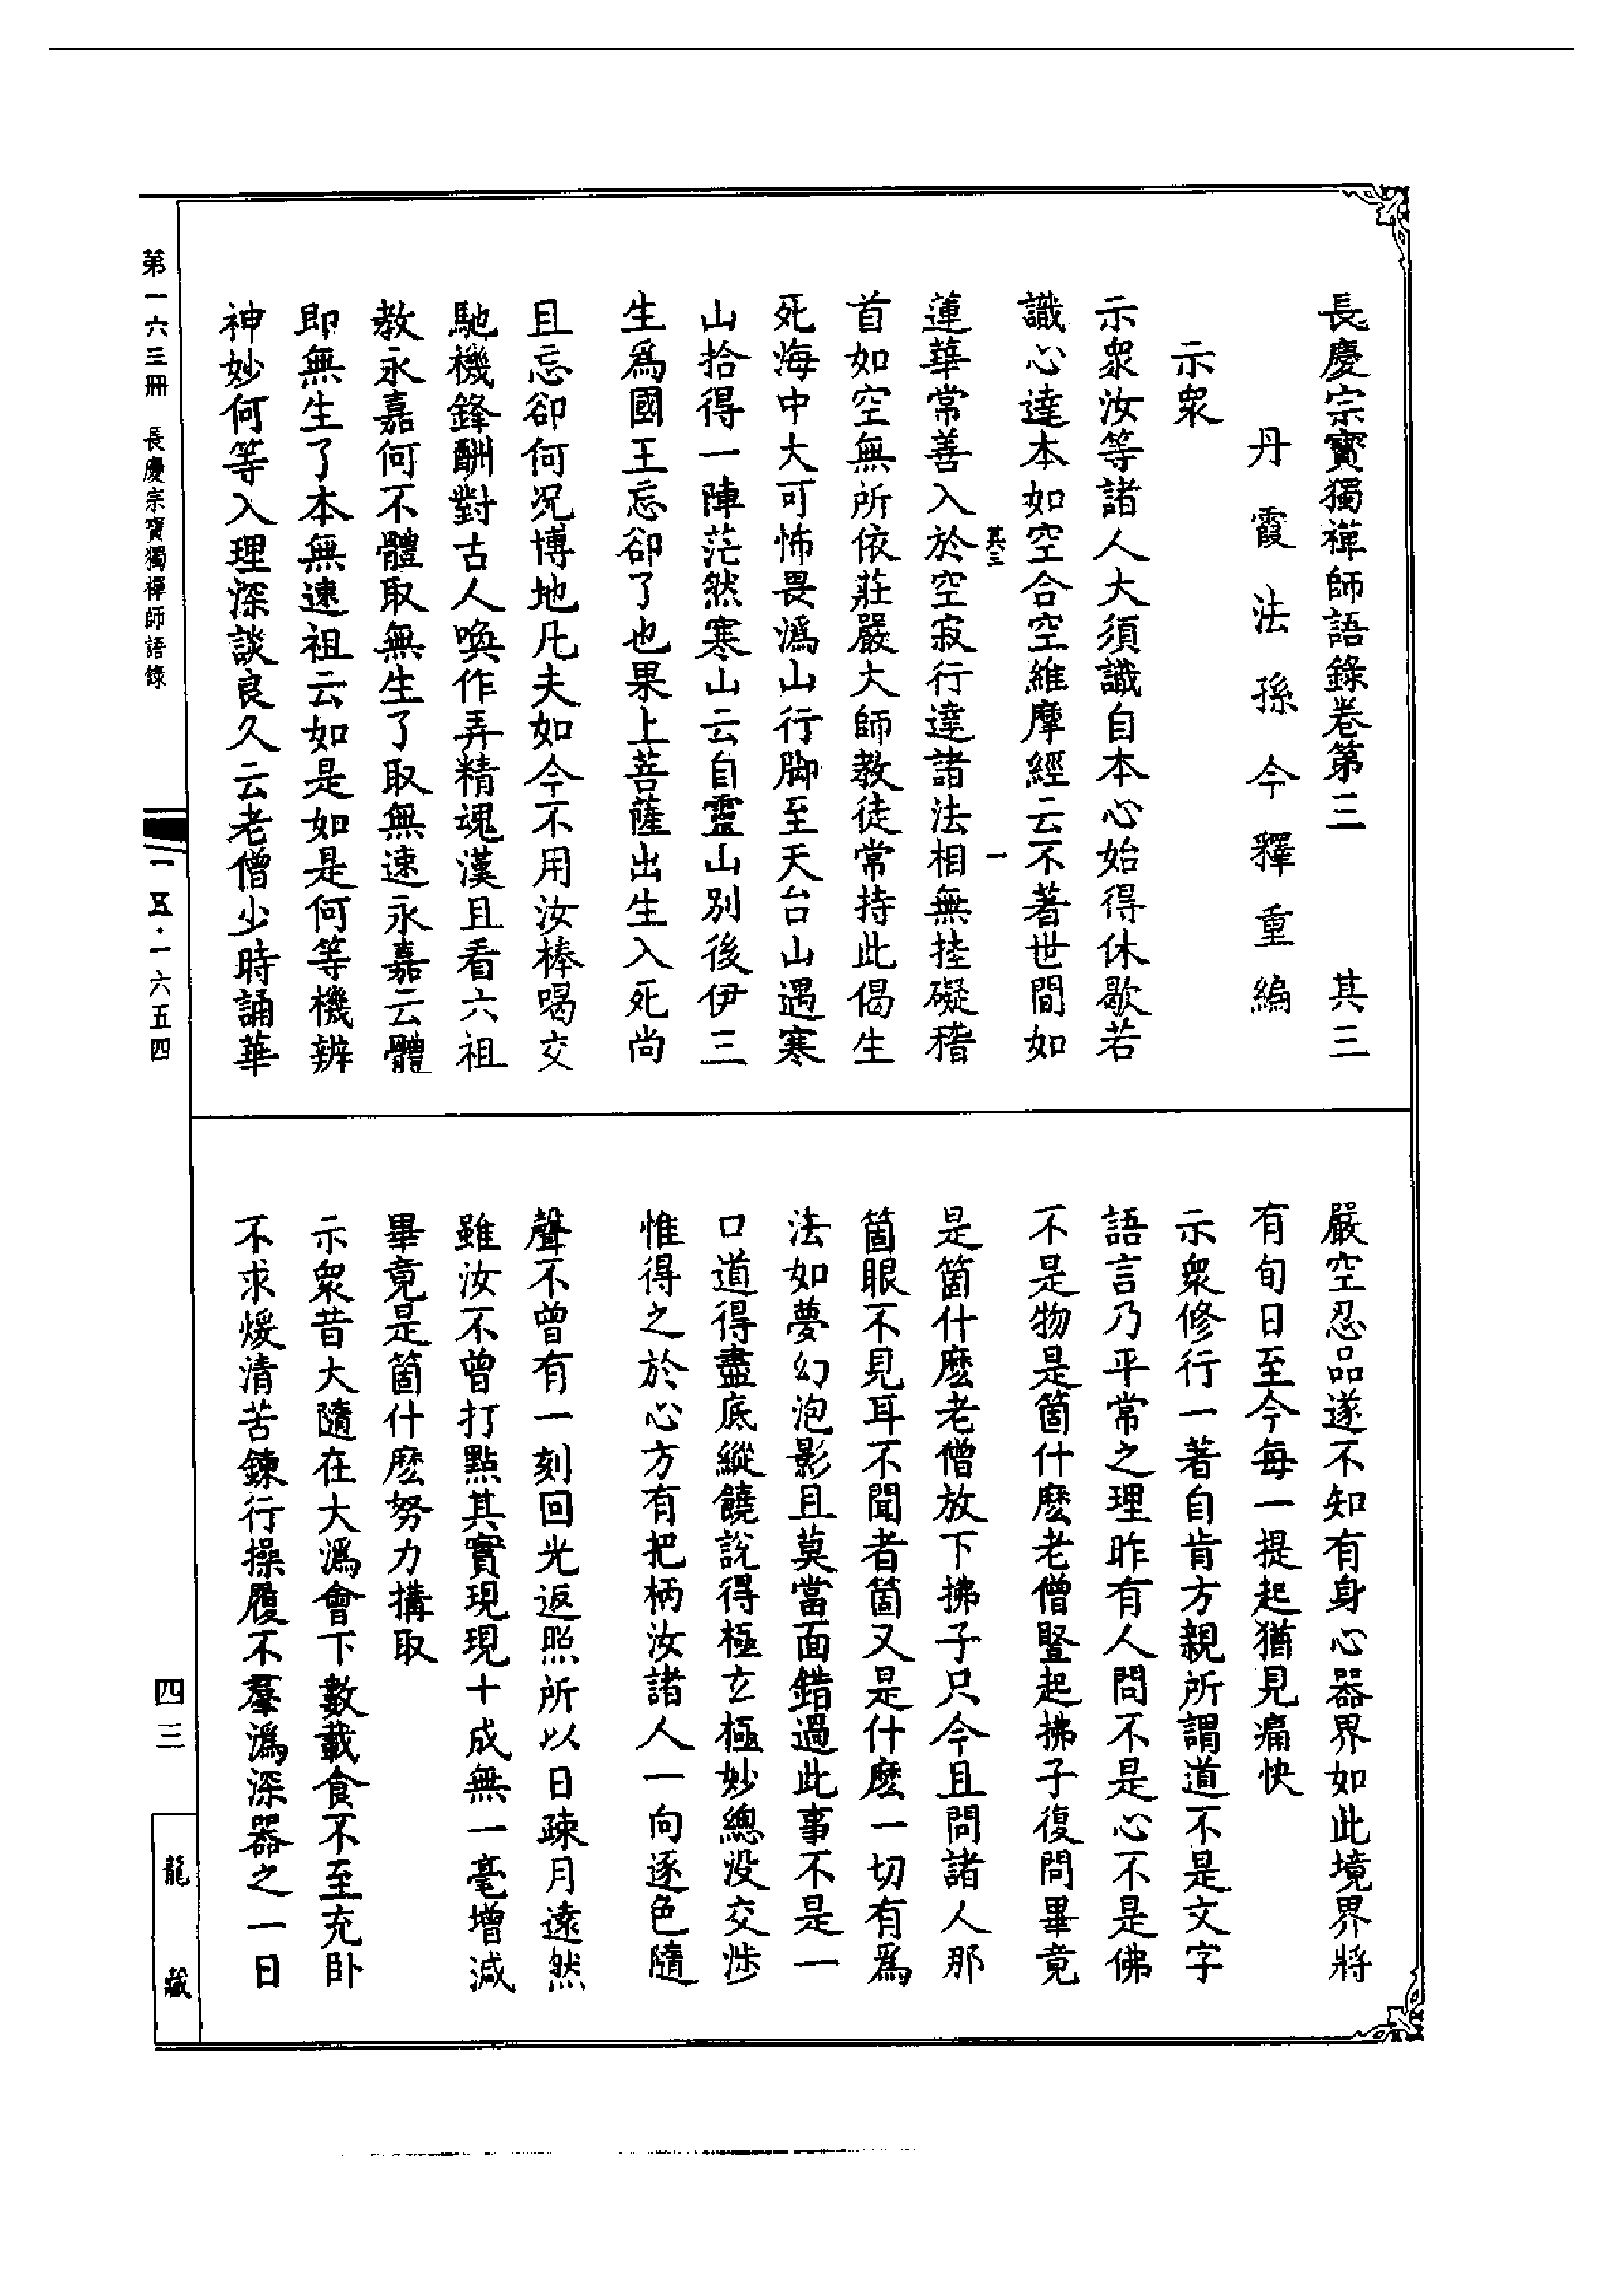 長慶宗寶獨禪師語錄卷第三　其三
丹霞法孫今釋重編
示衆
示衆汝等諸人大須識自本心始得休歇若
識心達本如空合空維摩經云不著世間如
其三　一
蓮華常善入於空寂行達諸法相無挂礙稽
首如空無所依莊嚴大師教徒常持此偈生
死海中大可怖畏潙山行脚至天台山遇寒
山拾得一陣茫然寒山云自靈山別後伊三
生爲國王忘卻了也果上菩薩出生入死尚
且忘卻何况博地凡夫如今不用汝棒喝交
馳機鋒酬對古人喚作弄精魂漢且看六祖
教永嘉何不體取無生了取無速永嘉云體
即無生了本無速祖云如是如是何等機辨
神妙何等入理深談良久云老僧少時誦華
嚴空忍品遂不知有身心器界如此境界將
有旬日至今每一提起猶見痛快
示衆修行一著自肯方親所謂道不是文字
語言乃平常之理昨有人問不是心不是佛
不是物是箇什麽老僧豎起拂子復問畢竟
是箇什麽老僧放下拂子只今且問諸人那
箇眼不見耳不聞者箇又是什麽一切有爲
法如夢幻泡影且莫當面錯過此事不是一
口道得盡底縱饒說得極玄極妙總没交涉
惟得之於心方有把柄汝諸人一向逐色隨
聲不曾有一刻回光返照所以日疎月遠然
雖汝不曾打點其實現現十成無一毫增減
畢竟是箇什麽努力搆取
示衆昔大隨在大潙會下數載食不至充卧
不求煖清苦鍊行操履不羣潙深器之一日
第一六三冊　長慶宗寶獨禪師語錄
一五·一六五四
四三
龍藏